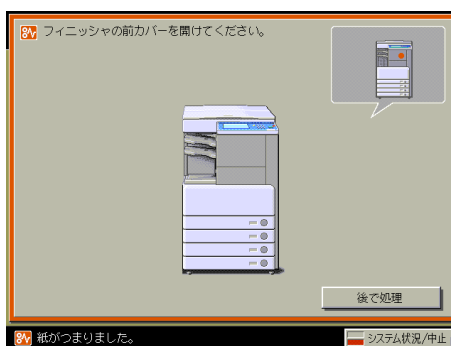 フィニッシャの前カバーを開けてください。
後で処理
紙がつまりました。
システム状況/中止